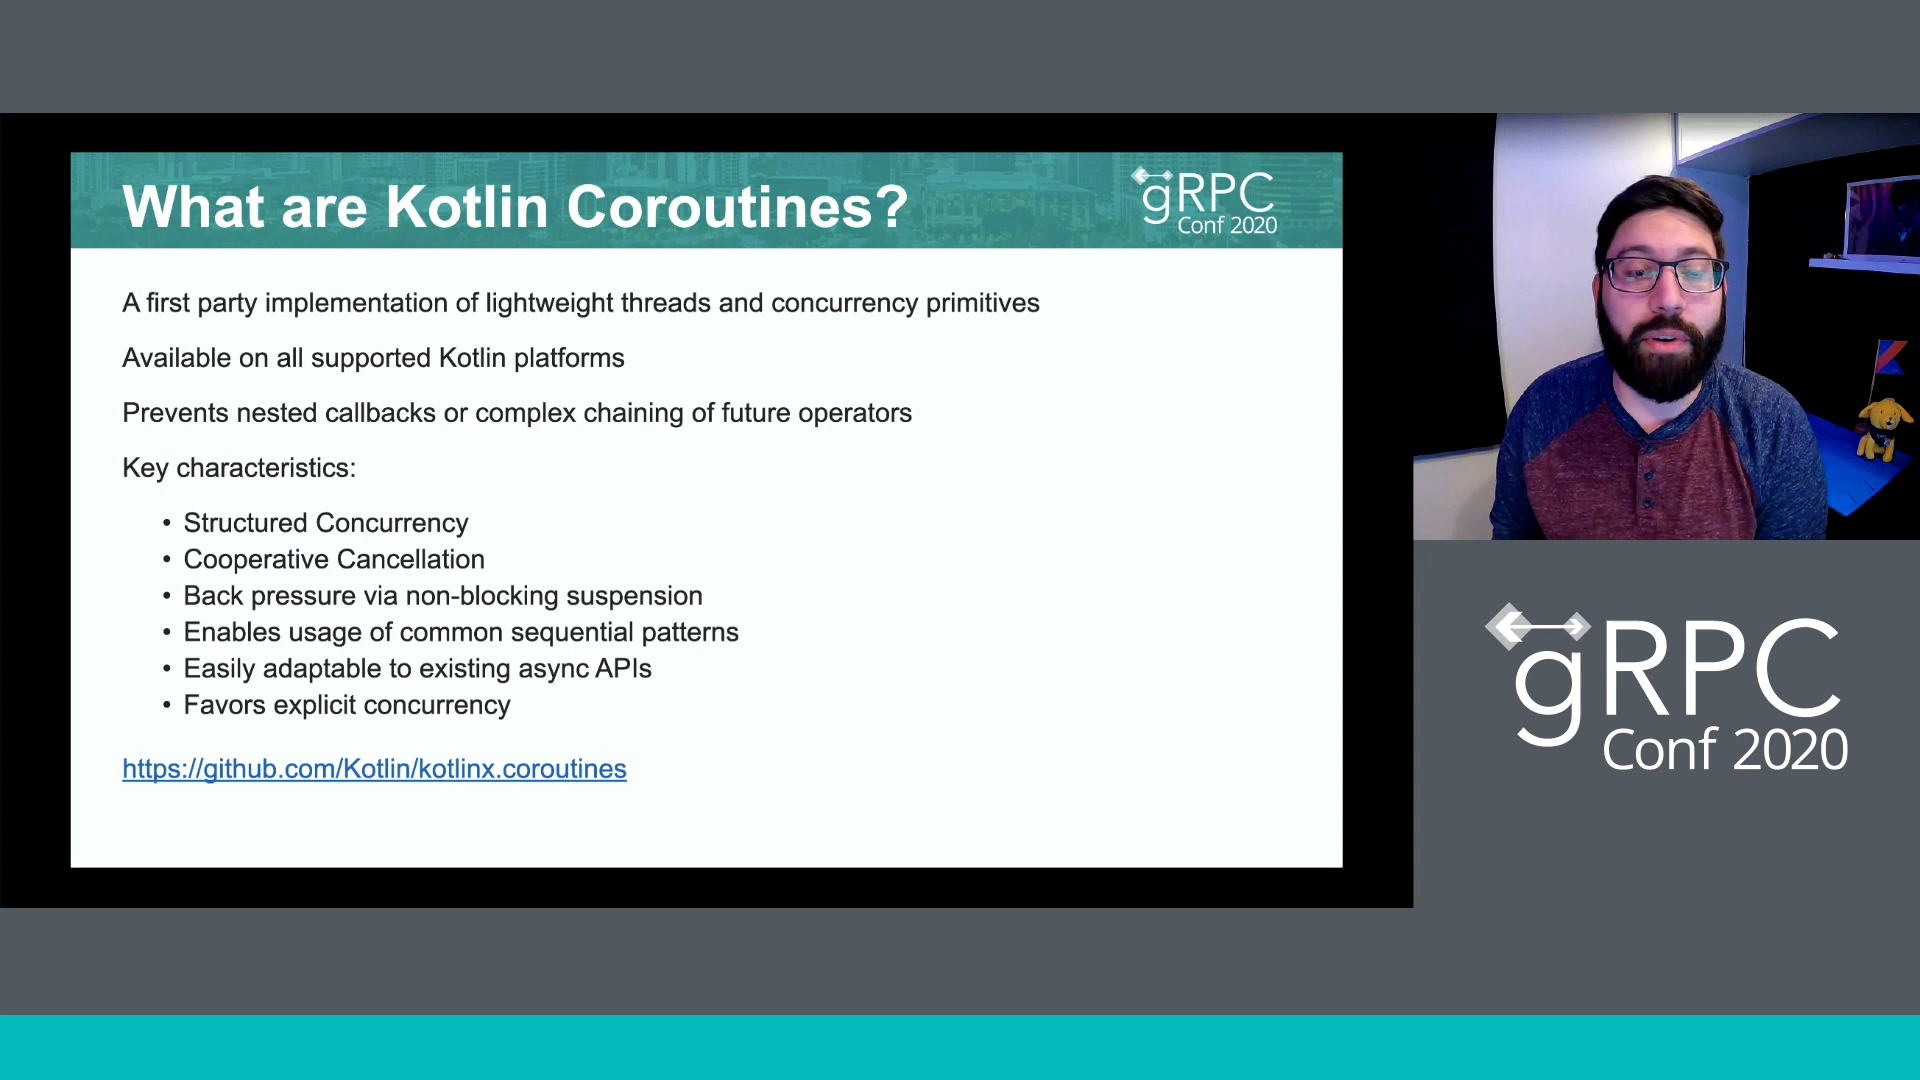 What are Kotlin Coroutines?
gRPC
Conf 2020
A first party implementation of lightweight threads and concurrency primitives
Available on all supported Kotlin platforms
Prevents nested callbacks or complex chaining of future operators
Key characteristics:
• Structured Concurrency
• Cooperative Cancellation
• Back pressure via non-blocking suspension
• Enables usage of common sequential patterns
• Easily adaptable to existing async APIs
• Favors explicit concurrency
https://github.com/Kotlin/kotlinx.coroutines
gRPC
Conf 2020